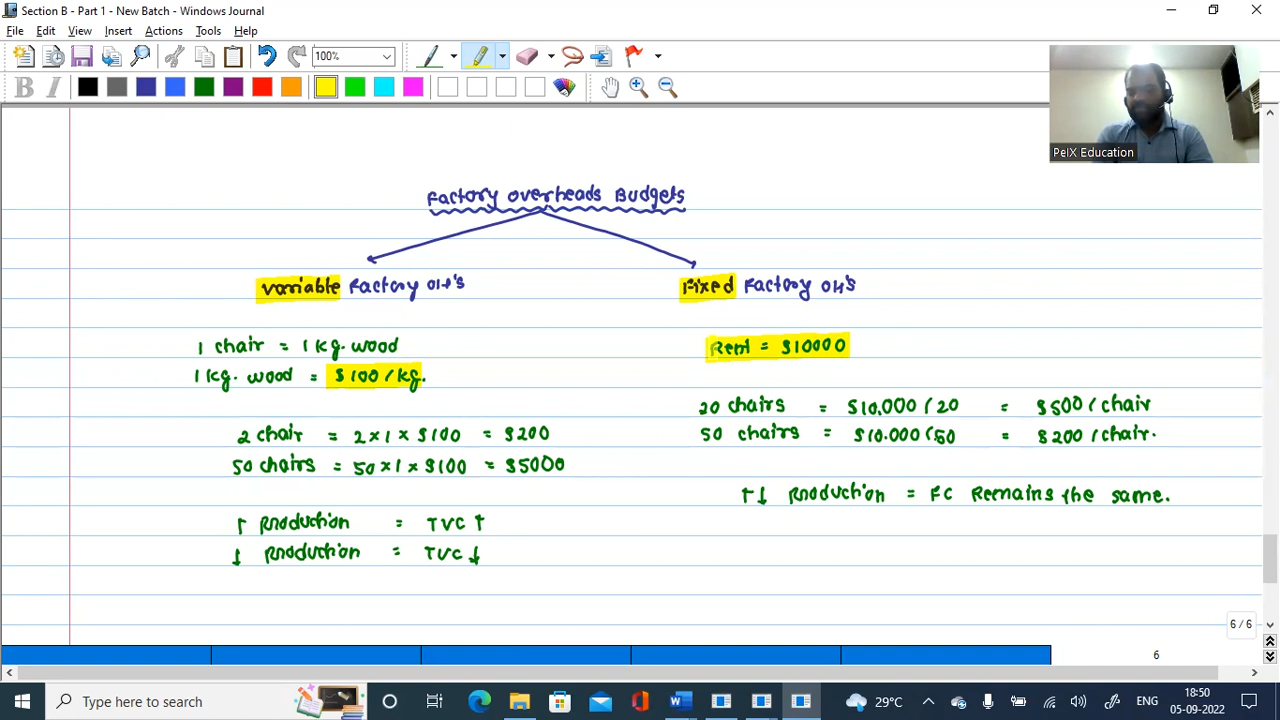 Section B - Part 1 - New Batch - Windows Journal
File Edit View Insert Actions Tools Help
100%
B I
PelX Education
Factory Overheads Budgets
Variable Factory OH's
Fixed Factory OH's
1 chair = 1 kg. wood
1 kg. wood = $100/kg.
2 chair = 2 x 1 x $100 = $200
50 chairs = 50 x 1 x $100 = $5000
↑ Production = TVC ↑
↓ Production = TVC ↓
Rent = $10000
20 chairs = $10.000/20 = $500/chair
50 chairs = $10.000/50 = $200/chair.
↑↓ Production = FC Remains the same.
6/6
6
Type here to search
29°C
ENG
18:50
05-09-2022